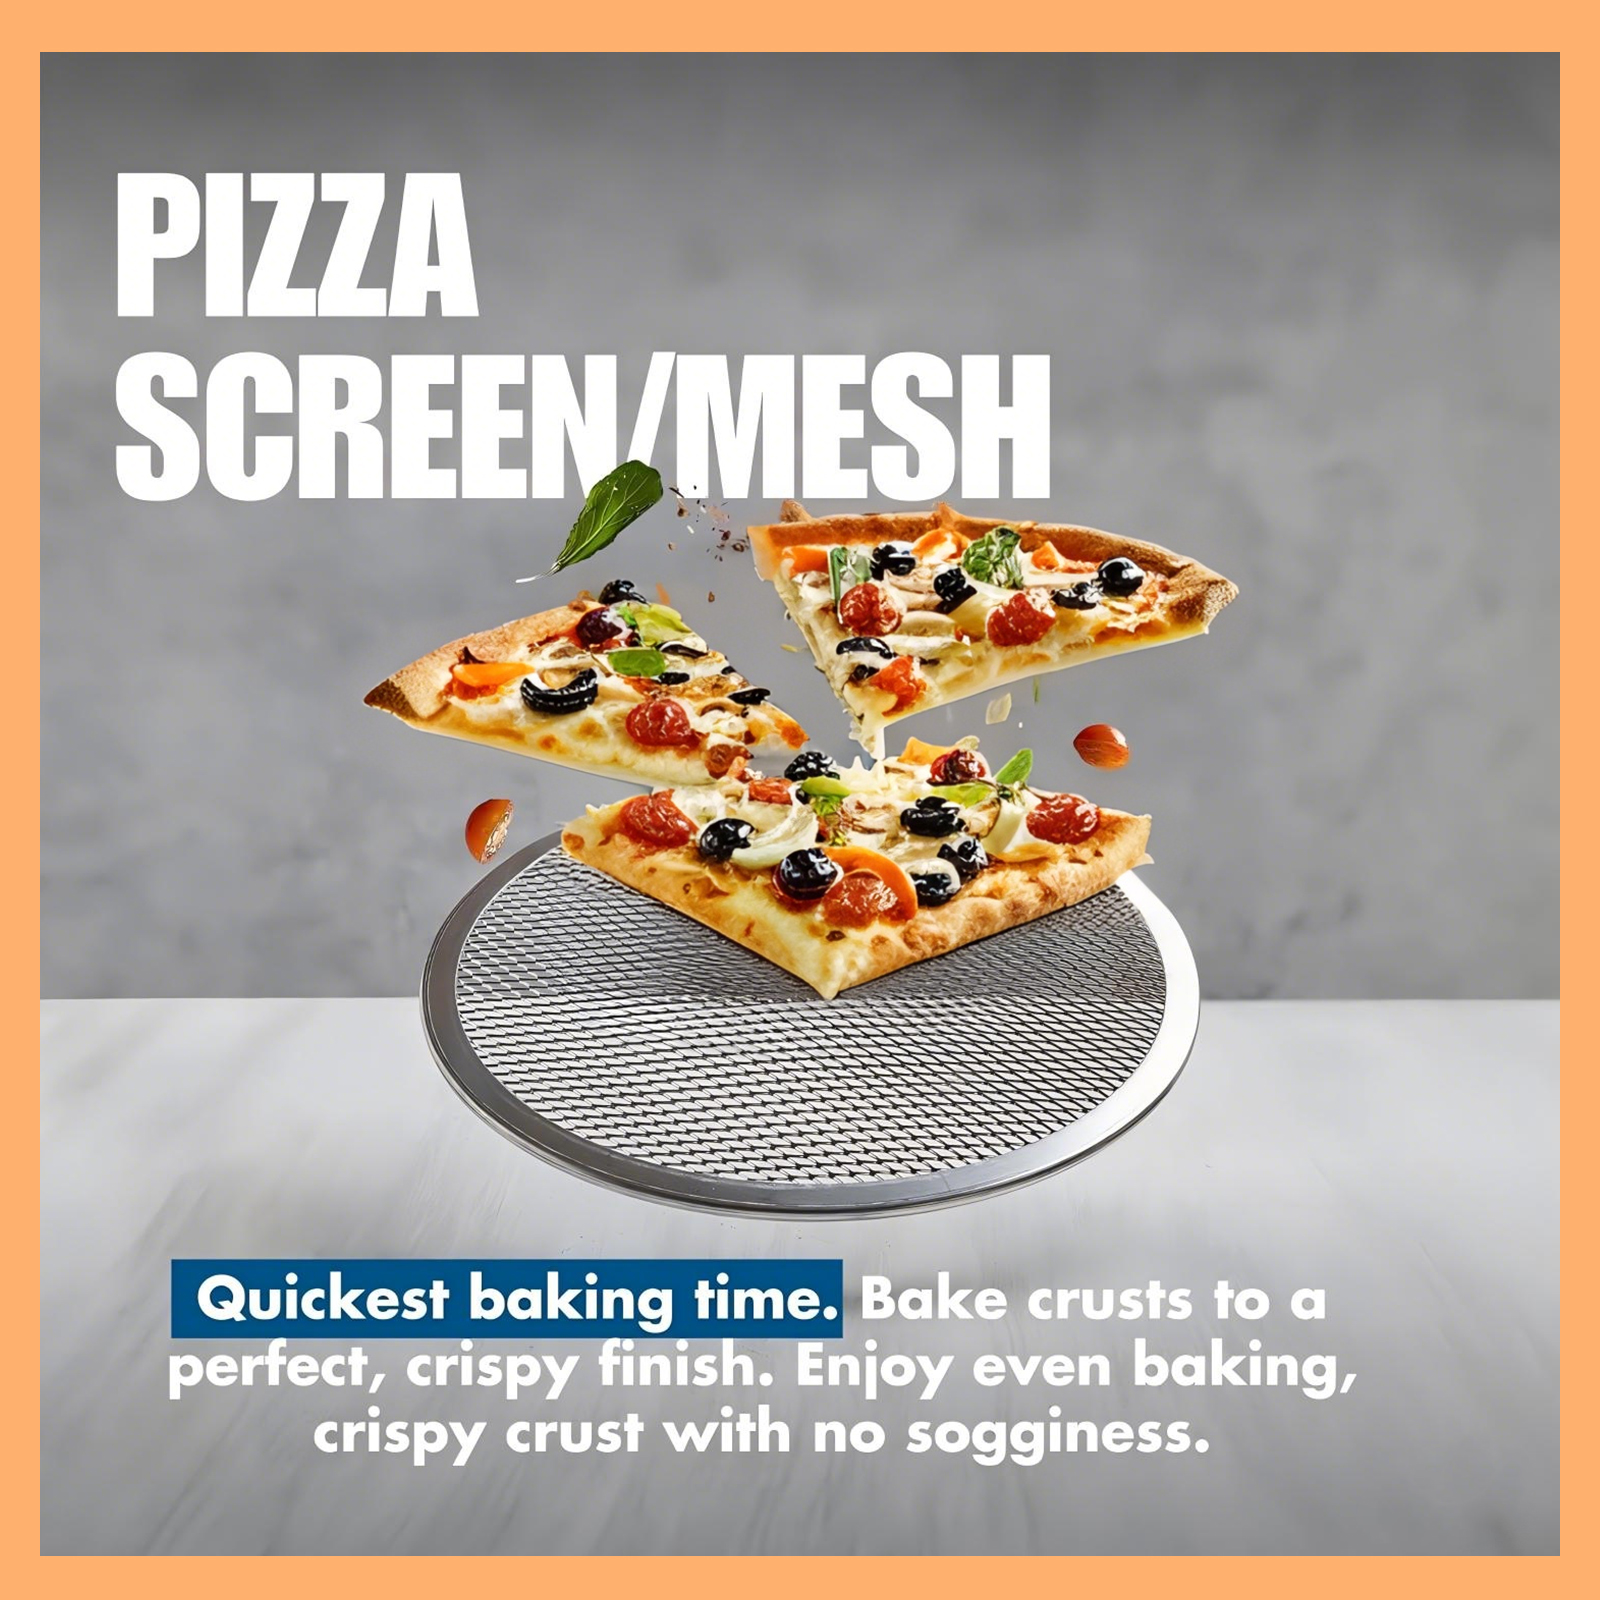 PIZZA
SCREEN/MESH
Quickest baking time. Bake crusts to a
perfect, crispy finish. Enjoy even baking,
crispy crust with no sogginess.